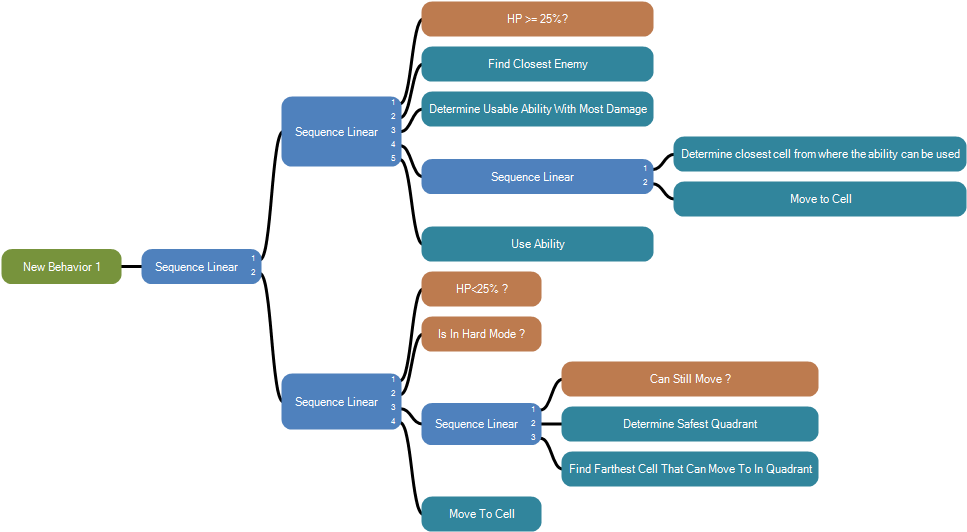 New Behavior 1
Sequence Linear
1
2
Sequence Linear
1
2
3
4
5
HP >= 25%?
Find Closest Enemy
Determine Usable Ability With Most Damage
Sequence Linear
1
2
Determine closest cell from where the ability can be used
Move to Cell
Use Ability
Sequence Linear
1
2
3
4
HP<25% ?
Is In Hard Mode ?
Sequence Linear
1
2
3
Can Still Move ?
Determine Safest Quadrant
Find Farthest Cell That Can Move To In Quadrant
Move To Cell